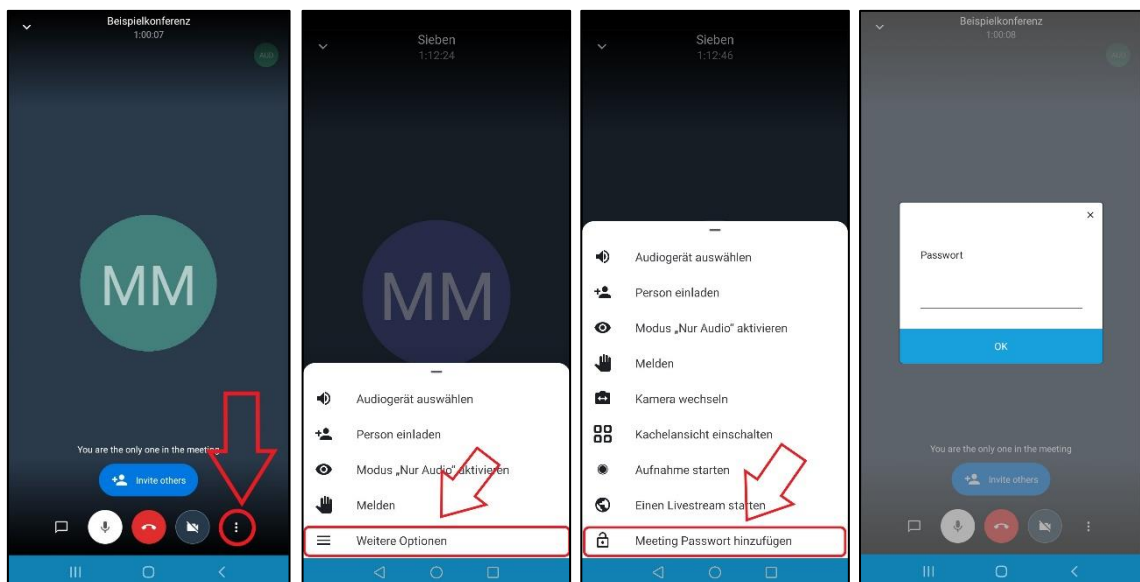 Beispielkonferenz
1:00:07
AUD
MM
You are the only one in the meeting
Invite others
Sieben
1:12:24
MM
Audiogerät auswählen
Person einladen
Modus „Nur Audio“ aktivieren
Melden
Weitere Optionen
Sieben
1:12:46
Audiogerät auswählen
Person einladen
Modus „Nur Audio“ aktivieren
Melden
Kamera wechseln
Kachelansicht einschalten
Aufnahme starten
Einen Livestream starten
Meeting Passwort hinzufügen
Beispielkonferenz
1:00:08
Passwort
OK
You are the only one in the meeting
Invite others